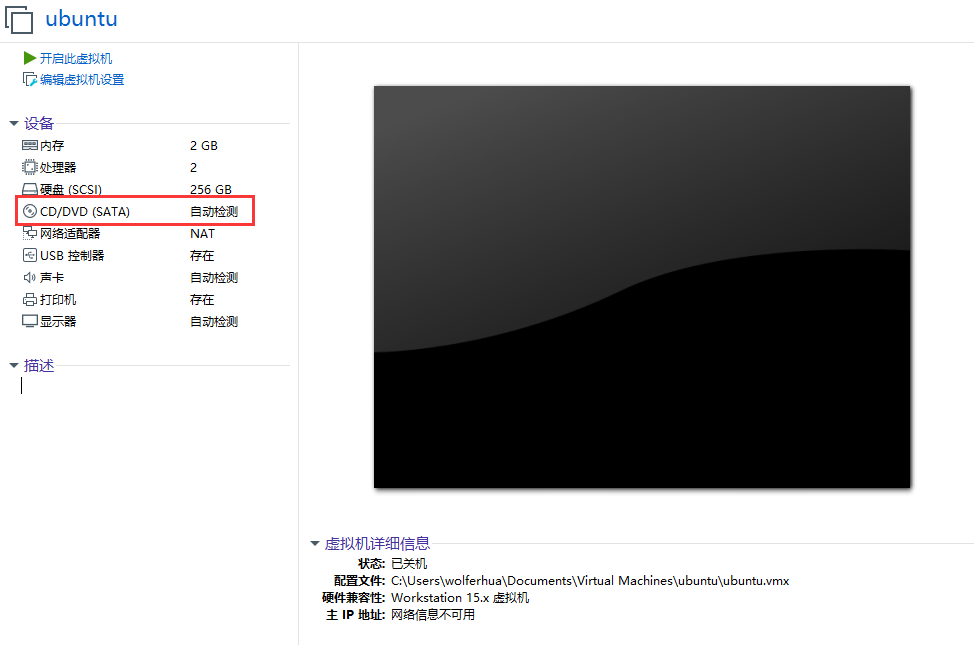 ubuntu
开启此虚拟机
编辑虚拟机设置
设备
内存 2 GB
处理器 2
硬盘 (SCSI) 256 GB
CD/DVD (SATA) 自动检测
网络适配器 NAT
USB 控制器 存在
声卡 自动检测
打印机 存在
显示器 自动检测
描述
虚拟机详细信息
状态: 已关机
配置文件: C:\Users\wolferhua\Documents\Virtual Machines\ubuntu\ubuntu.vmx
硬件兼容性: Workstation 15.x 虚拟机
主 IP 地址: 网络信息不可用